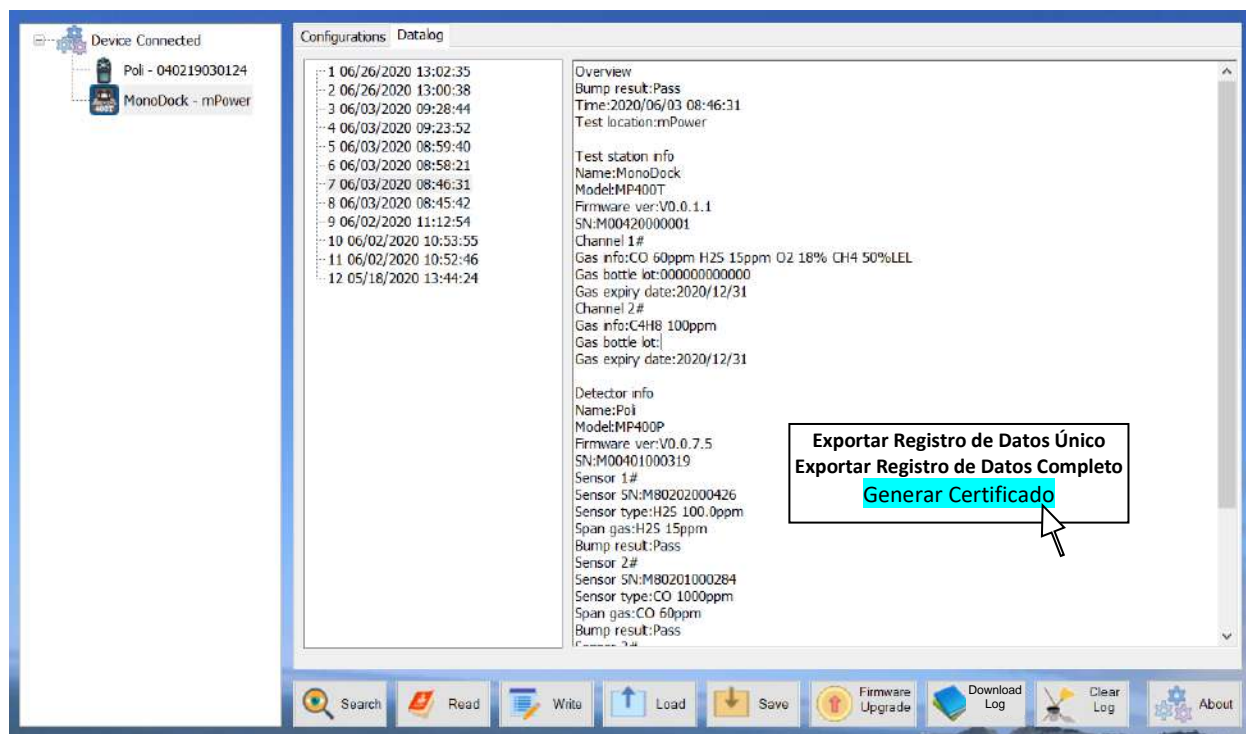 Device Connected
Poli - 040219030124
MonoDock - mPower
Configurations Datalog
1 06/26/2020 13:02:35
2 06/26/2020 13:00:38
3 06/03/2020 09:28:44
4 06/03/2020 09:23:52
5 06/03/2020 08:59:40
6 06/03/2020 08:58:21
7 06/03/2020 08:46:31
8 06/03/2020 08:45:42
9 06/02/2020 11:12:54
10 06/02/2020 10:53:55
11 06/02/2020 10:52:46
12 05/18/2020 13:44:24
Overview
Bump result:Pass
Time:2020/06/03 08:46:31
Test location:mPower
Test station info
Name:MonoDock
Model:MP400T
Firmware ver:V0.0.1.1
SN:M00420000001
Channel 1#
Gas info:CO 60ppm H2S 15ppm O2 18% CH4 50%LEL
Gas bottle lot:000000000000
Gas expiry date:2020/12/31
Channel 2#
Gas info:C4H8 100ppm
Gas bottle lot:
Gas expiry date:2020/12/31
Detector info
Name:Poli
Model:MP400P
Firmware ver:V0.0.7.5
SN:M00401000319
Sensor 1#
Sensor SN:M80202000426
Sensor type:H2S 100.0ppm
Span gas:H2S 15ppm
Bump result:Pass
Sensor 2#
Sensor SN:M80201000284
Sensor type:CO 1000ppm
Span gas:CO 60ppm
Bump result:Pass
Exportar Registro de Datos Único
Exportar Registro de Datos Completo
Generar Certificado
Search
Read
Write
Load
Save
Firmware
Upgrade
Download
Log
Clear
Log
About